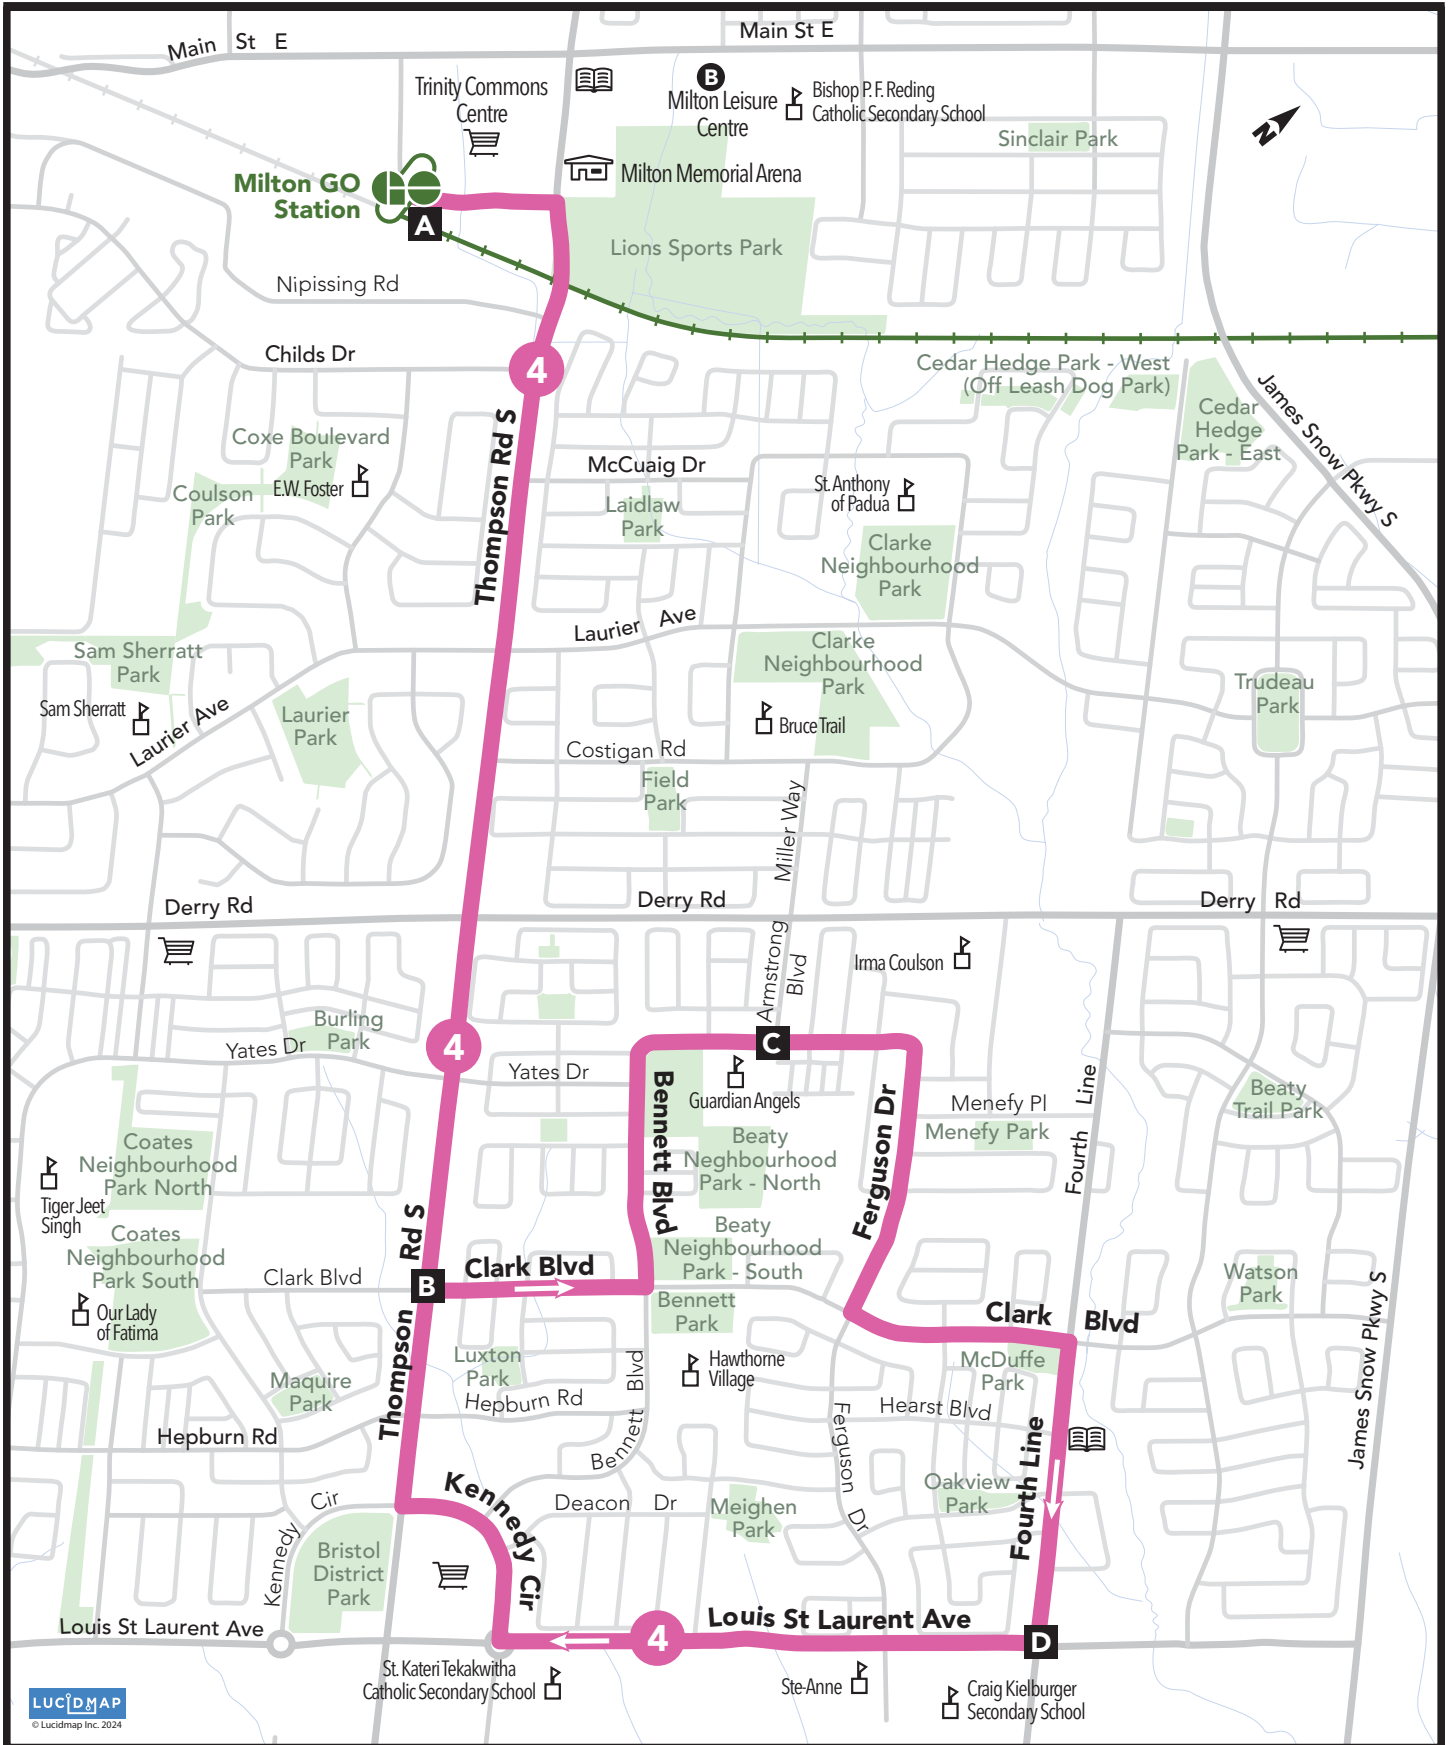 Main St E
Main St E
Trinity Commons
Centre
B
Milton Leisure
Centre
Bishop P. F. Reding
Catholic Secondary School
Sinclair Park
N
Milton GO
Station
A
Milton Memorial Arena
Lions Sports Park
Nipissing Rd
Childs Dr
4
Cedar Hedge Park - West
(Off Leash Dog Park)
Cedar
Hedge
Park - East
James Snow Pkwy S
Coxe Boulevard
Park
E.W. Foster
Coulson
Park
Thompson Rd S
McCuaig Dr
Laidlaw
Park
St. Anthony
of Padua
Clarke
Neighbourhood
Park
Laurier Ave
Clarke
Neighbourhood
Park
Sam Sherratt
Park
Sam Sherratt
Laurier Ave
Laurier
Park
Bruce Trail
Trudeau
Park
Costigan Rd
Field
Park
Miller Way
Derry Rd
Derry Rd
Derry Rd
Armstrong
Blvd
Irma Coulson
Burling
Park
Yates Dr
4
Yates Dr
C
Guardian Angels
Bennett Blvd
Ferguson Dr
Menefy Pl
Menefy Park
Fourth Line
Beaty
Trail Park
Coates
Neighbourhood
Park North
Tiger Jeet
Singh
Beaty
Neghbourhood
Park - North
Coates
Neighbourhood
Park South
Beaty
Neighbourhood
Park - South
Rd S
Clark Blvd
Clark Blvd
B
Watson
Park
Our Lady
of Fatima
Bennett
Park
Clark Blvd
James Snow Pkwy S
Thompson
Luxton
Park
Hawthorne
Village
McDuffe
Park
Maquire
Park
Hepburn Rd
Bennett Blvd
Hearst Blvd
Ferguson Dr
Hepburn Rd
Kennedy Cir
Kennedy Cir
Deacon Dr
Meighen
Park
Oakview
Park
Fourth Line
Bristol
District
Park
Louis St Laurent Ave
4
Louis St Laurent Ave
D
St. Kateri Tekakwitha
Catholic Secondary School
Ste-Anne
Craig Kielburger
Secondary School
LUCIDMAP
© Lucidmap Inc. 2024